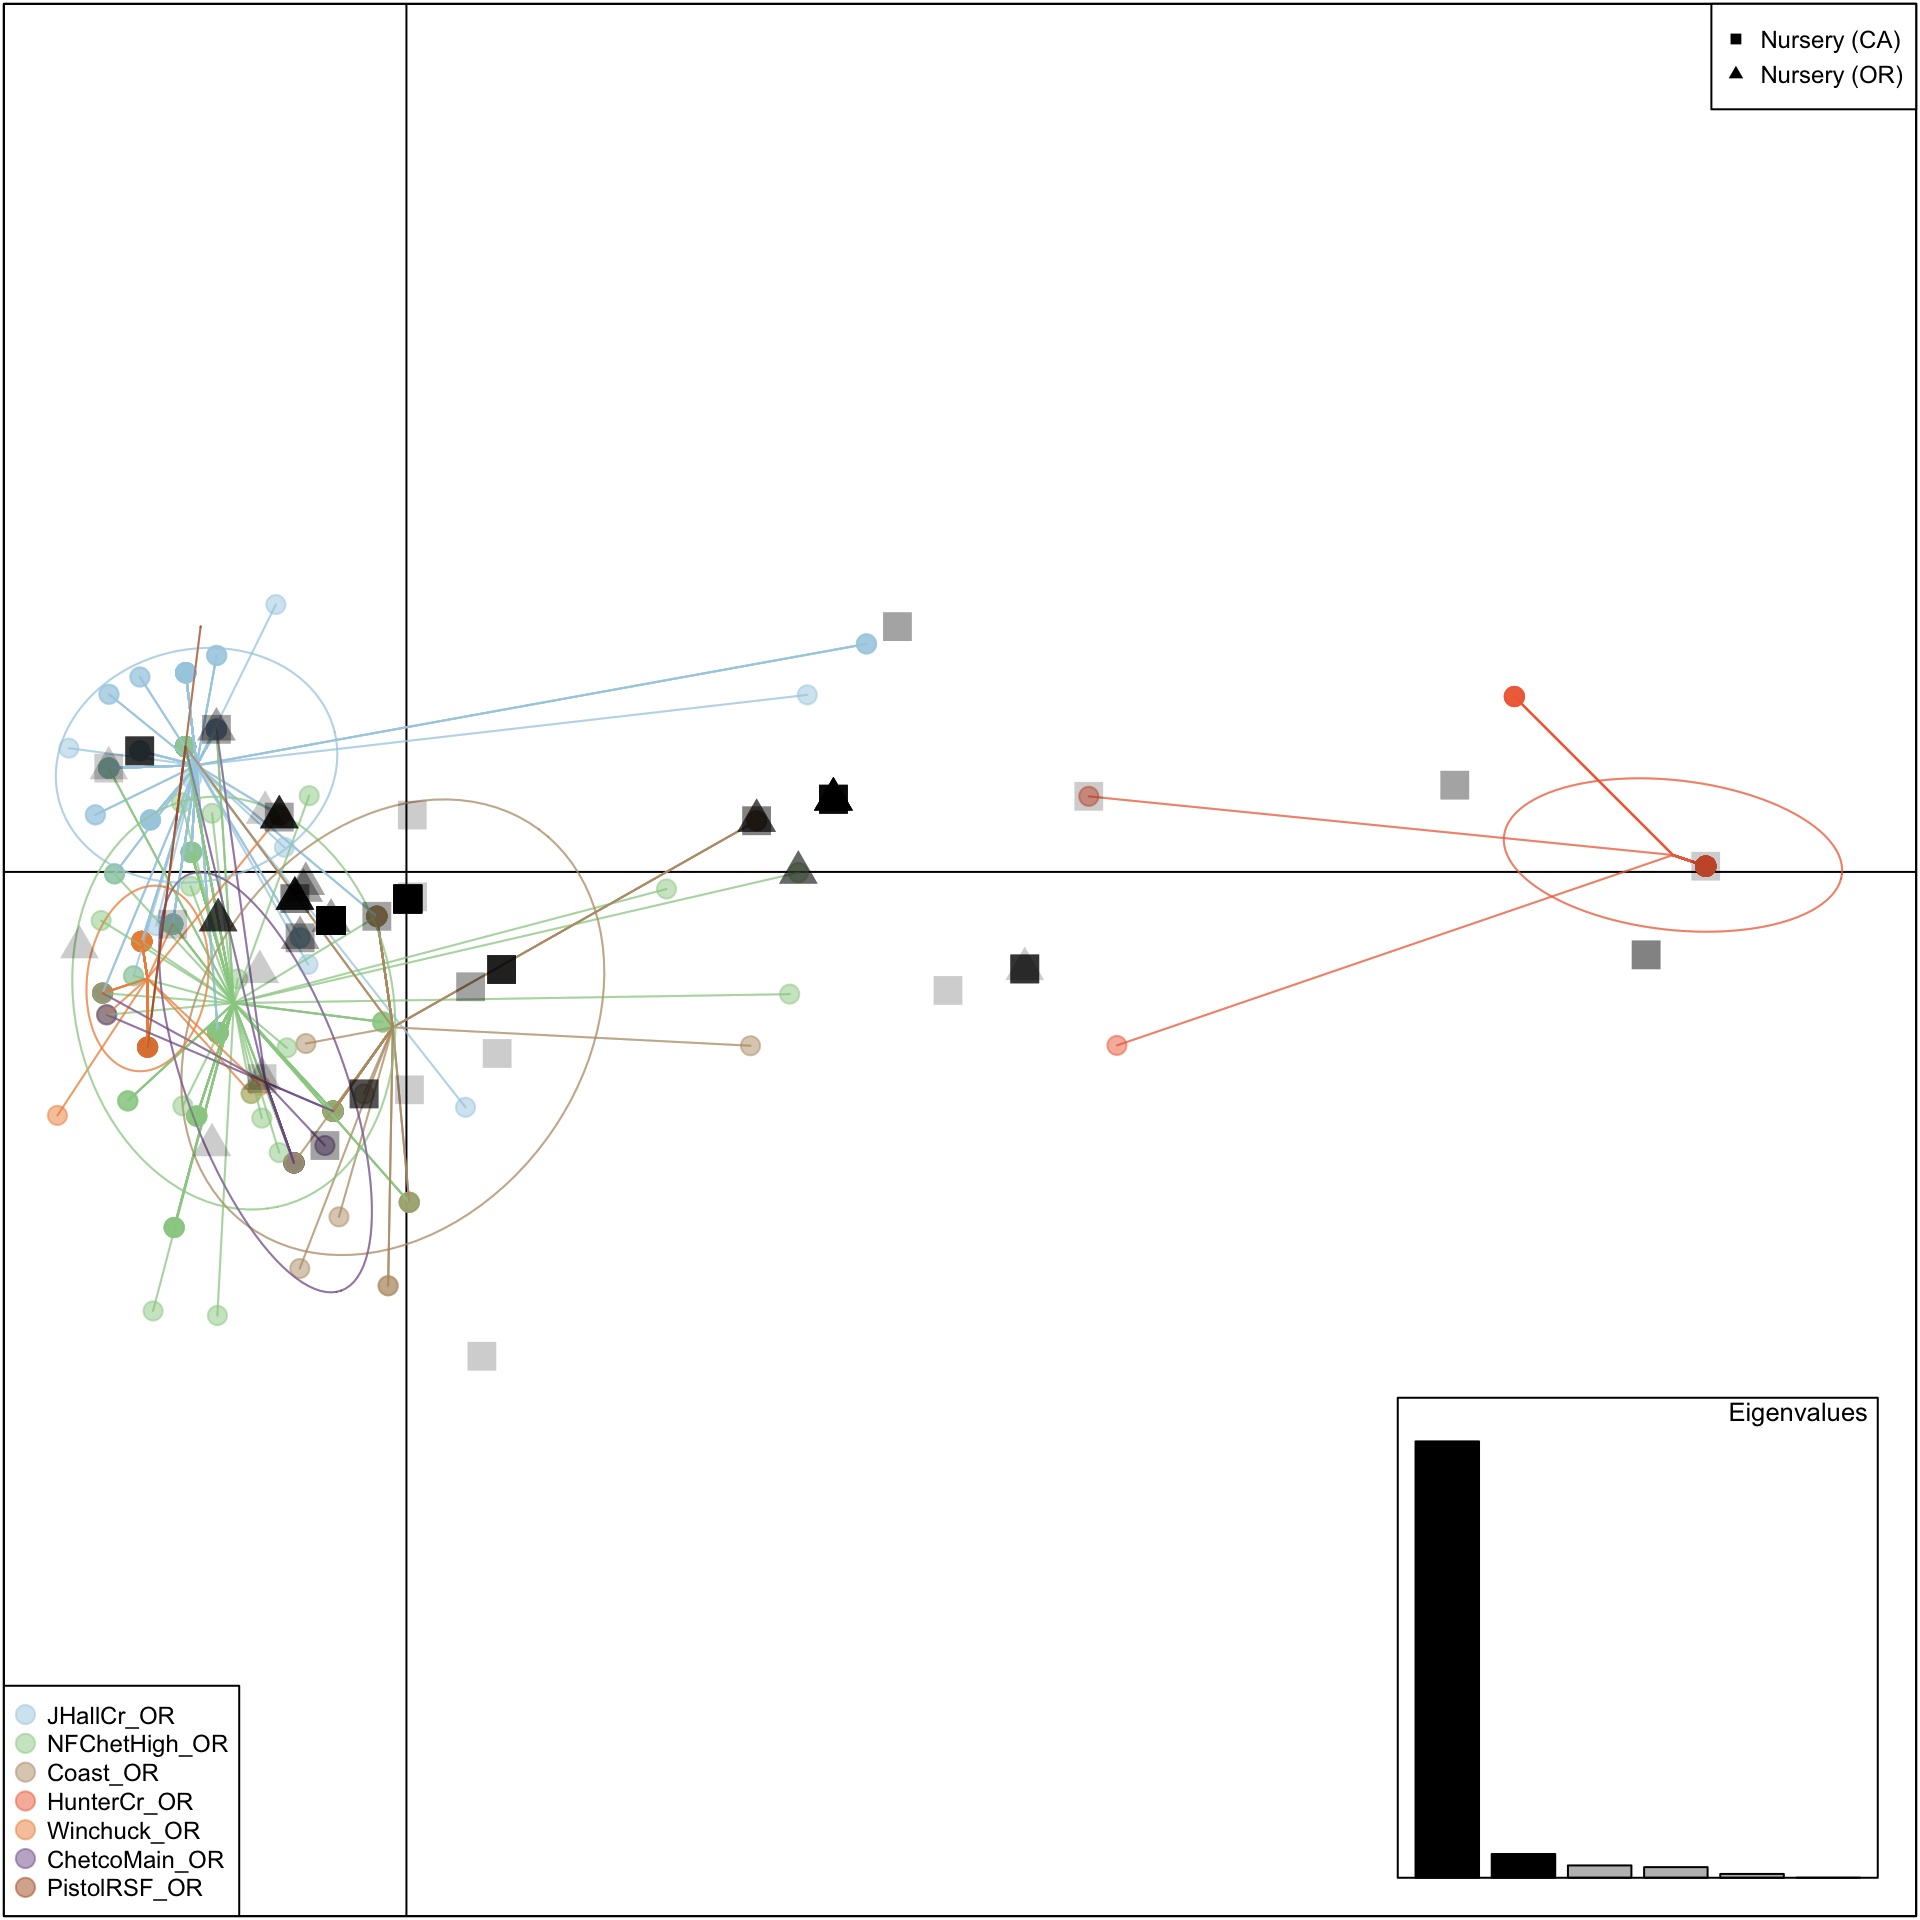 Nursery (CA)
Nursery (OR)
Eigenvalues
JHallCr_OR
NFChetHigh_OR
Coast_OR
HunterCr_OR
Winchuck_OR
ChetcoMain_OR
PistolRSF_OR